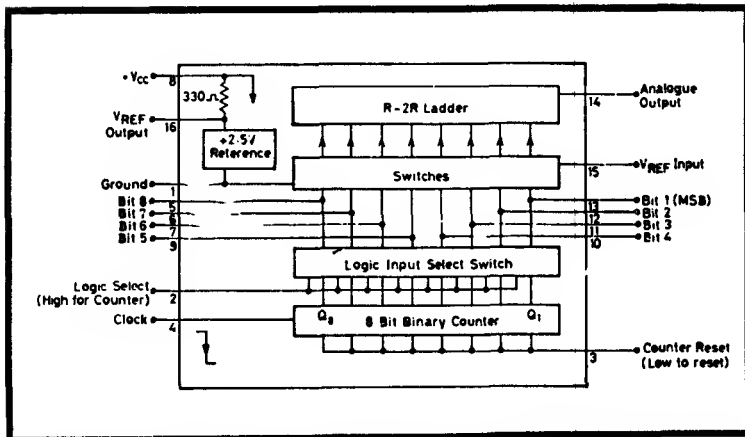 +Vcc
8
330Ω
VREF
Output
16
+2.5V
Reference
Ground
1
Bit 8
5
Bit 7
6
Bit 6
7
Bit 5
9
Logic Select
(High for Counter)
2
Clock
4
R-2R Ladder
Switches
Logic Input Select Switch
Q8
8 Bit Binary Counter
Q1
14
Analogue
Output
15
VREF Input
Bit 1 (MSB)
13
Bit 2
12
Bit 3
11
Bit 4
10
3
Counter Reset
(Low to reset)